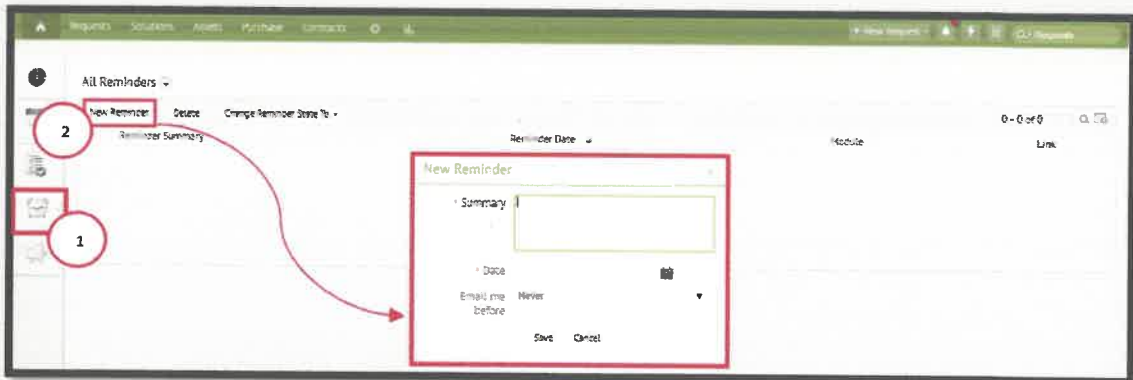 Requests Solutions Assets Purchase Contracts
+ New Request
Requests
All Reminders
New Reminder Delete Change Reminder State To
0 - 0 of 0
2
Reminder Summary Reminder Date Module Link
New Reminder
* Summary
1
* Date
Email me before Never
Save Cancel